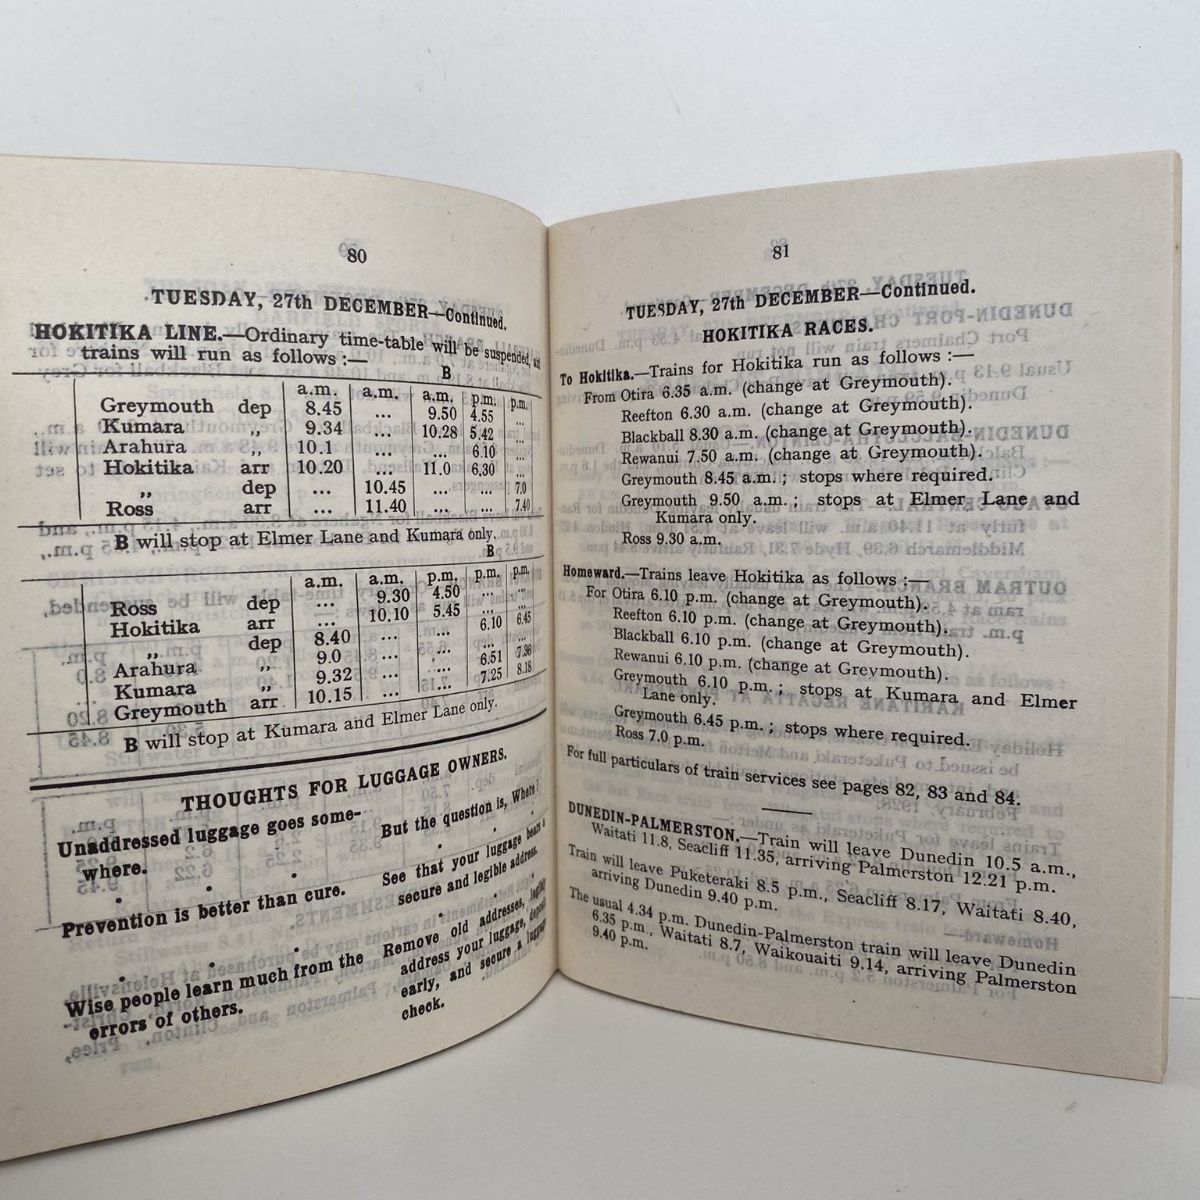 80
TUESDAY, 27th DECEMBER—Continued.
HOKITIKA LINE.—Ordinary time-table will be suspended, and
trains will run as follows :—
B
a.m. a.m. a.m. p.m. p.m.
Greymouth dep 8.45 ... 9.50 4.55 ...
Kumara ,, 9.34 ... 10.28 5.42 ...
Arahura ,, 10.1 ... ... 6.10 ...
Hokitika arr 10.20 ... 11.0 6.30 ...
,, dep ... 10.45 ... ... 7.0
Ross arr ... 11.40 ... ... 7.40
B will stop at Elmer Lane and Kumara only.
B
a.m. a.m. p.m. p.m. p.m.
Ross dep ... 9.30 4.50 ... ...
Hokitika arr ... 10.10 5.45 ... ...
,, dep 8.40 ... ... 6.10 6.45
Arahura ,, 9.0 ... ...
Kumara ,, 9.32 ... ... 6.51 7.36
Greymouth arr 10.15 ... ... 7.25 8.18
B will stop at Kumara and Elmer Lane only.
THOUGHTS FOR LUGGAGE OWNERS.
Unaddressed luggage goes some-
where.
But the question is, Where?
Prevention is better than cure.
See that your luggage bears a
secure and legible address.
Wise people learn much from the
errors of others.
Remove old addresses, legibly
address your luggage, deposit
early, and secure a luggage
check.
81
TUESDAY, 27th DECEMBER—Continued.
HOKITIKA RACES.
To Hokitika.—Trains for Hokitika run as follows :—
From Otira 6.35 a.m. (change at Greymouth).
Reefton 6.30 a.m. (change at Greymouth).
Blackball 8.30 a.m. (change at Greymouth).
Rewanui 7.50 a.m. (change at Greymouth).
Greymouth 8.45 a.m. ; stops where required.
Greymouth 9.50 a.m. ; stops at Elmer Lane and
Kumara only.
Ross 9.30 a.m.
Homeward.—Trains leave Hokitika as follows :—
For Otira 6.10 p.m. (change at Greymouth).
Reefton 6.10 p.m. (change at Greymouth).
Blackball 6.10 p.m. (change at Greymouth).
Rewanui 6.10 p.m. (change at Greymouth).
Greymouth 6.10 p.m. ; stops at Kumara and Elmer
Lane only.
Greymouth 6.45 p.m. ; stops where required.
Ross 7.0 p.m.
For full particulars of train services see pages 82, 83 and 84.
DUNEDIN-PALMERSTON.—Train will leave Dunedin 10.5 a.m.,
Waitati 11.8, Seacliff 11.35, arriving Palmerston 12.21 p.m.
Train will leave Puketeraki 8.5 p.m., Seacliff 8.17, Waitati 8.40,
arriving Dunedin 9.40 p.m.
The usual 4.34 p.m. Dunedin-Palmerston train will leave Dunedin
6.35 p.m., Waitati 8.7, Waikouaiti 9.14, arriving Palmerston
9.40 p.m.